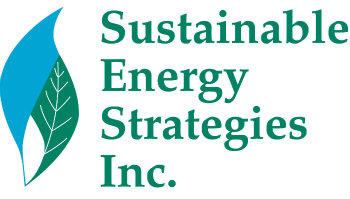 Sustainable
Energy
Strategies
Inc.